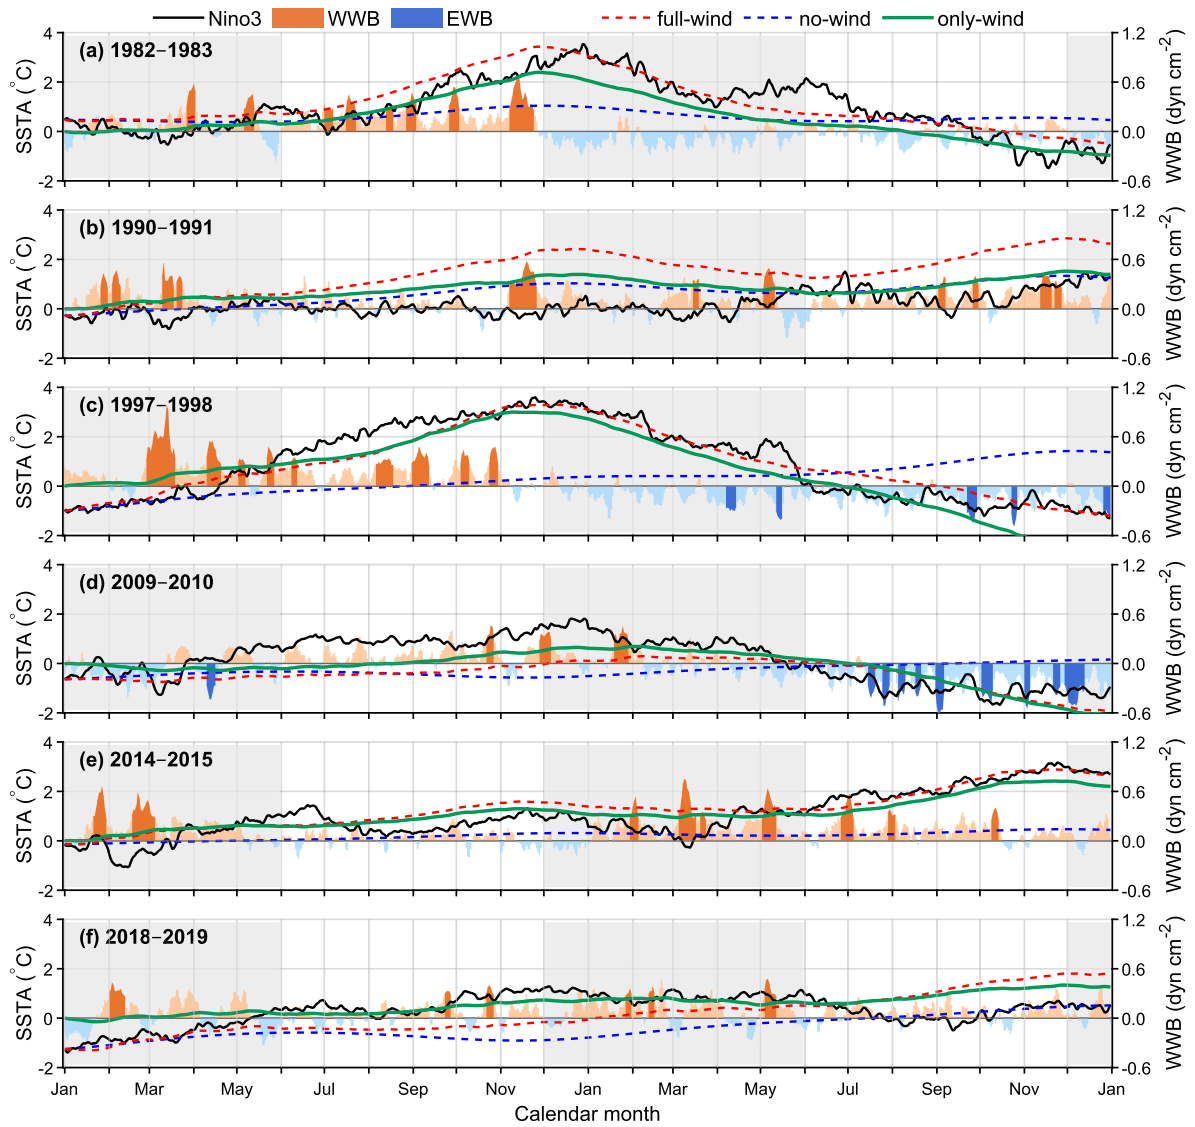 Nino3 WWB EWB full-wind no-wind only-wind
(a) 1982−1983
4 1.2
2 0.6
0 0.0
-2 -0.6
SSTA (°C)
WWB (dyn cm⁻²)
(b) 1990−1991
4 1.2
2 0.6
0 0.0
-2 -0.6
SSTA (°C)
WWB (dyn cm⁻²)
(c) 1997−1998
4 1.2
2 0.6
0 0.0
-2 -0.6
SSTA (°C)
WWB (dyn cm⁻²)
(d) 2009−2010
4 1.2
2 0.6
0 0.0
-2 -0.6
SSTA (°C)
WWB (dyn cm⁻²)
(e) 2014−2015
4 1.2
2 0.6
0 0.0
-2 -0.6
SSTA (°C)
WWB (dyn cm⁻²)
(f) 2018−2019
4 1.2
2 0.6
0 0.0
-2 -0.6
SSTA (°C)
WWB (dyn cm⁻²)
Jan Mar May Jul Sep Nov Jan Mar May Jul Sep Nov Jan
Calendar month